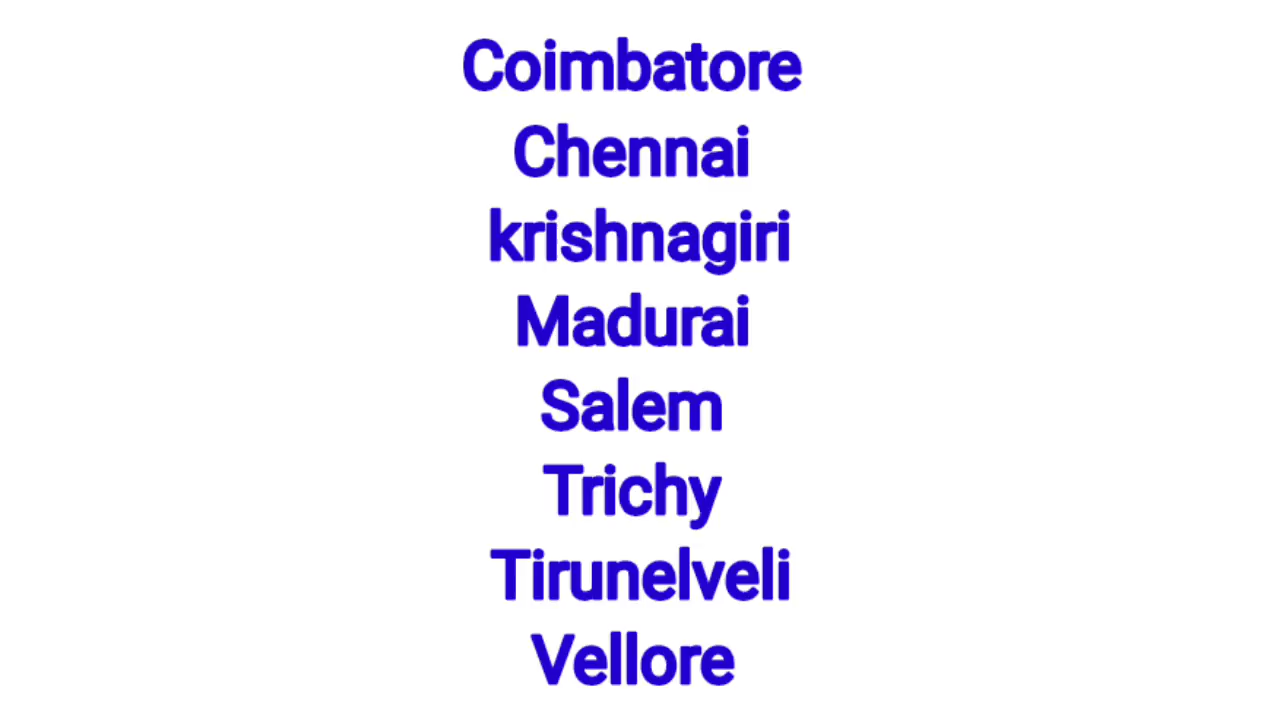 Coimbatore
Chennai
krishnagiri
Madurai
Salem
Trichy
Tirunelveli
Vellore